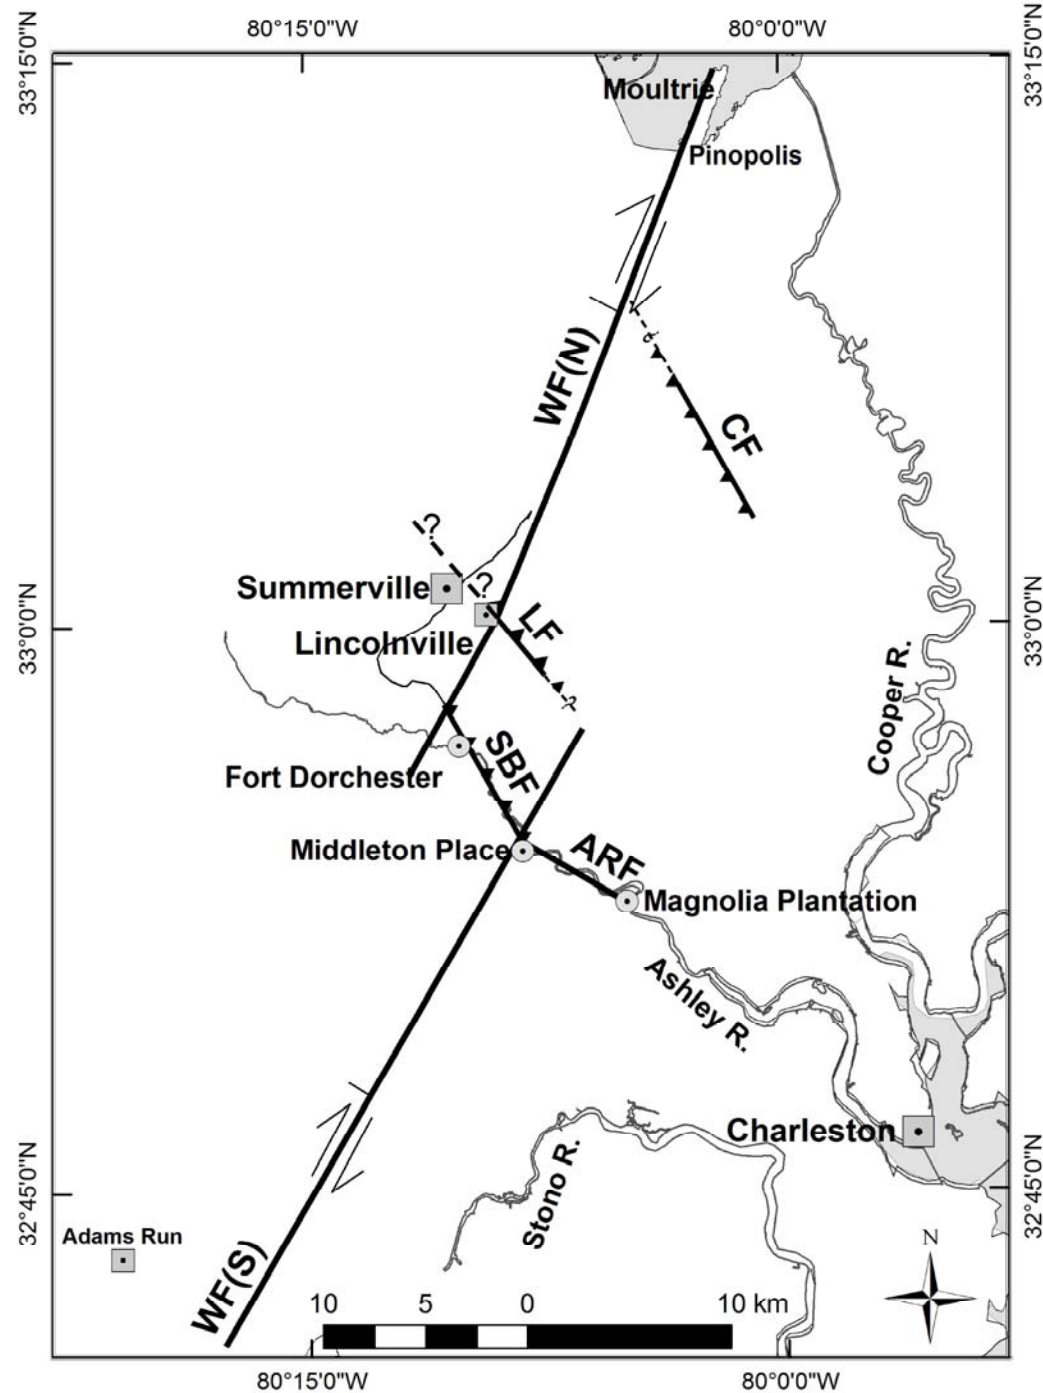 80°15'0"W
80°0'0"W
33°15'0"N
33°15'0"N
Moultrie
Pinopolis
WF(N)
CF
?
Summerville
?
33°0'0"N
33°0'0"N
LF
Lincolnville
Cooper R.
?
SBF
Fort Dorchester
Middleton Place
ARF
Magnolia Plantation
Ashley R.
Charleston
Stono R.
32°45'0"N
32°45'0"N
Adams Run
N
WF(S)
10 5 0 10 km
80°15'0"W
80°0'0"W